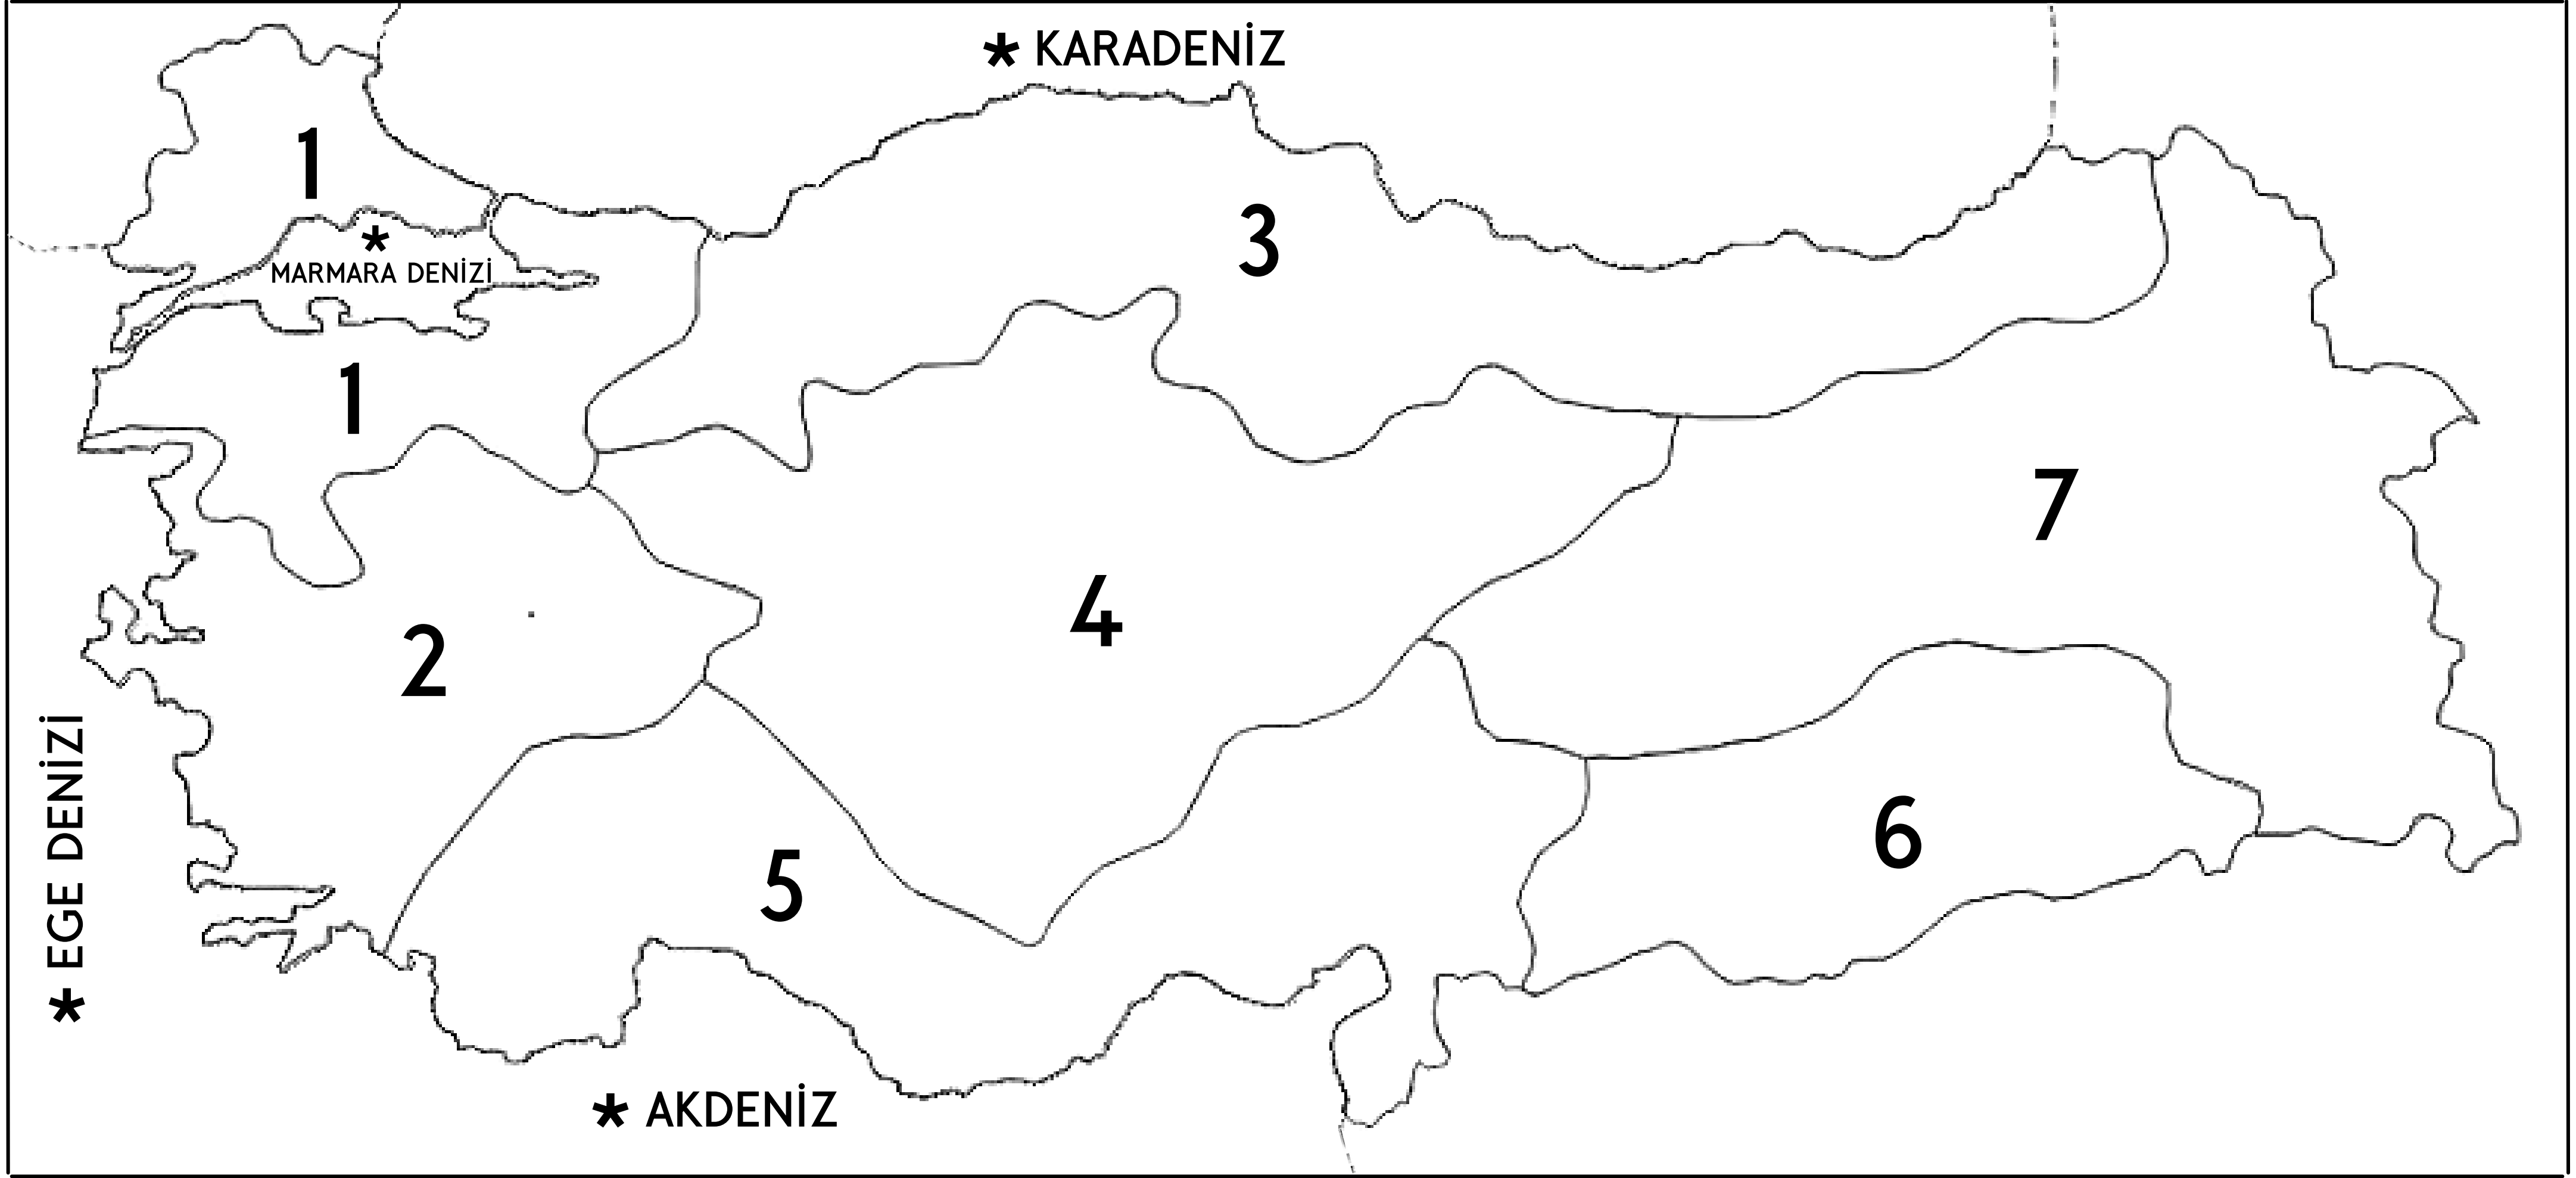 * KARADENİZ
1
3
*
MARMARA DENİZİ
1
7
4
2
6
5
* EGE DENİZİ
* AKDENİZ